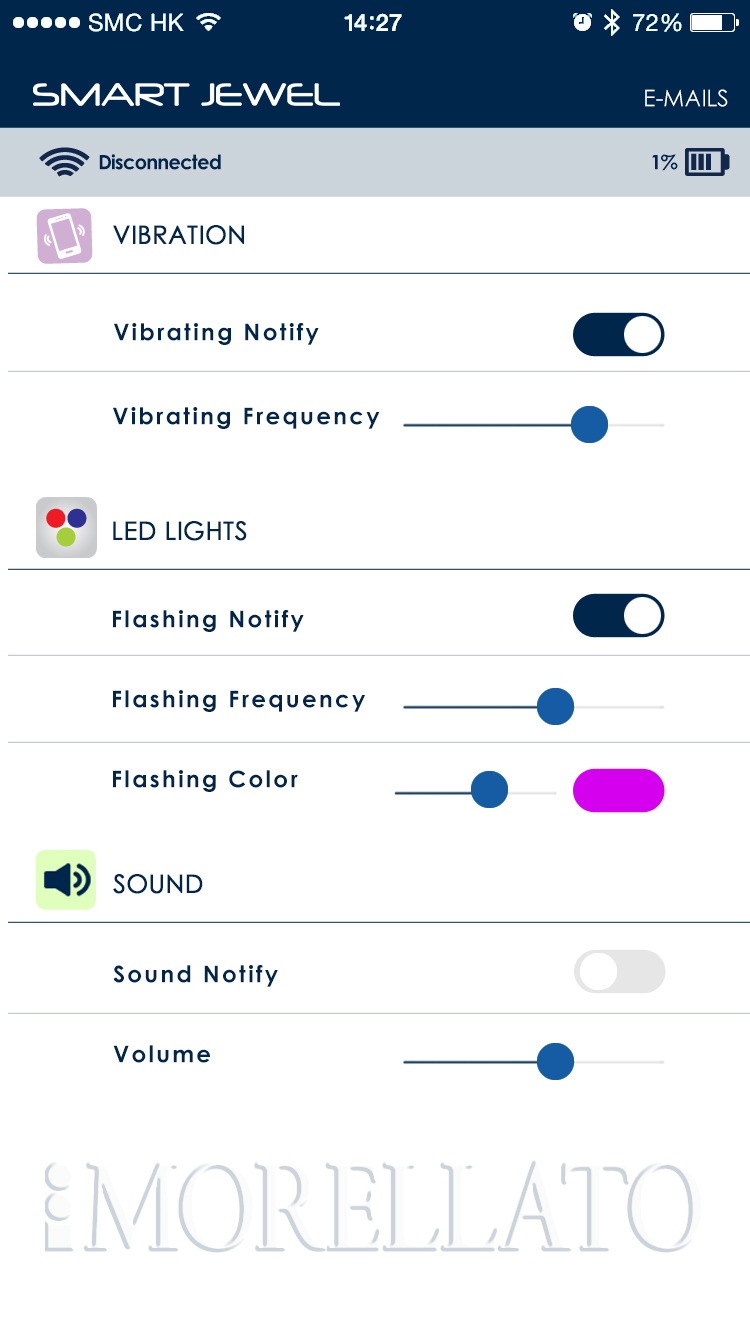 SMC HK 14:27 72%
SMART JEWEL E-MAILS
Disconnected 1%
VIBRATION
Vibrating Notify
Vibrating Frequency
LED LIGHTS
Flashing Notify
Flashing Frequency
Flashing Color
SOUND
Sound Notify
Volume
MORELLATO